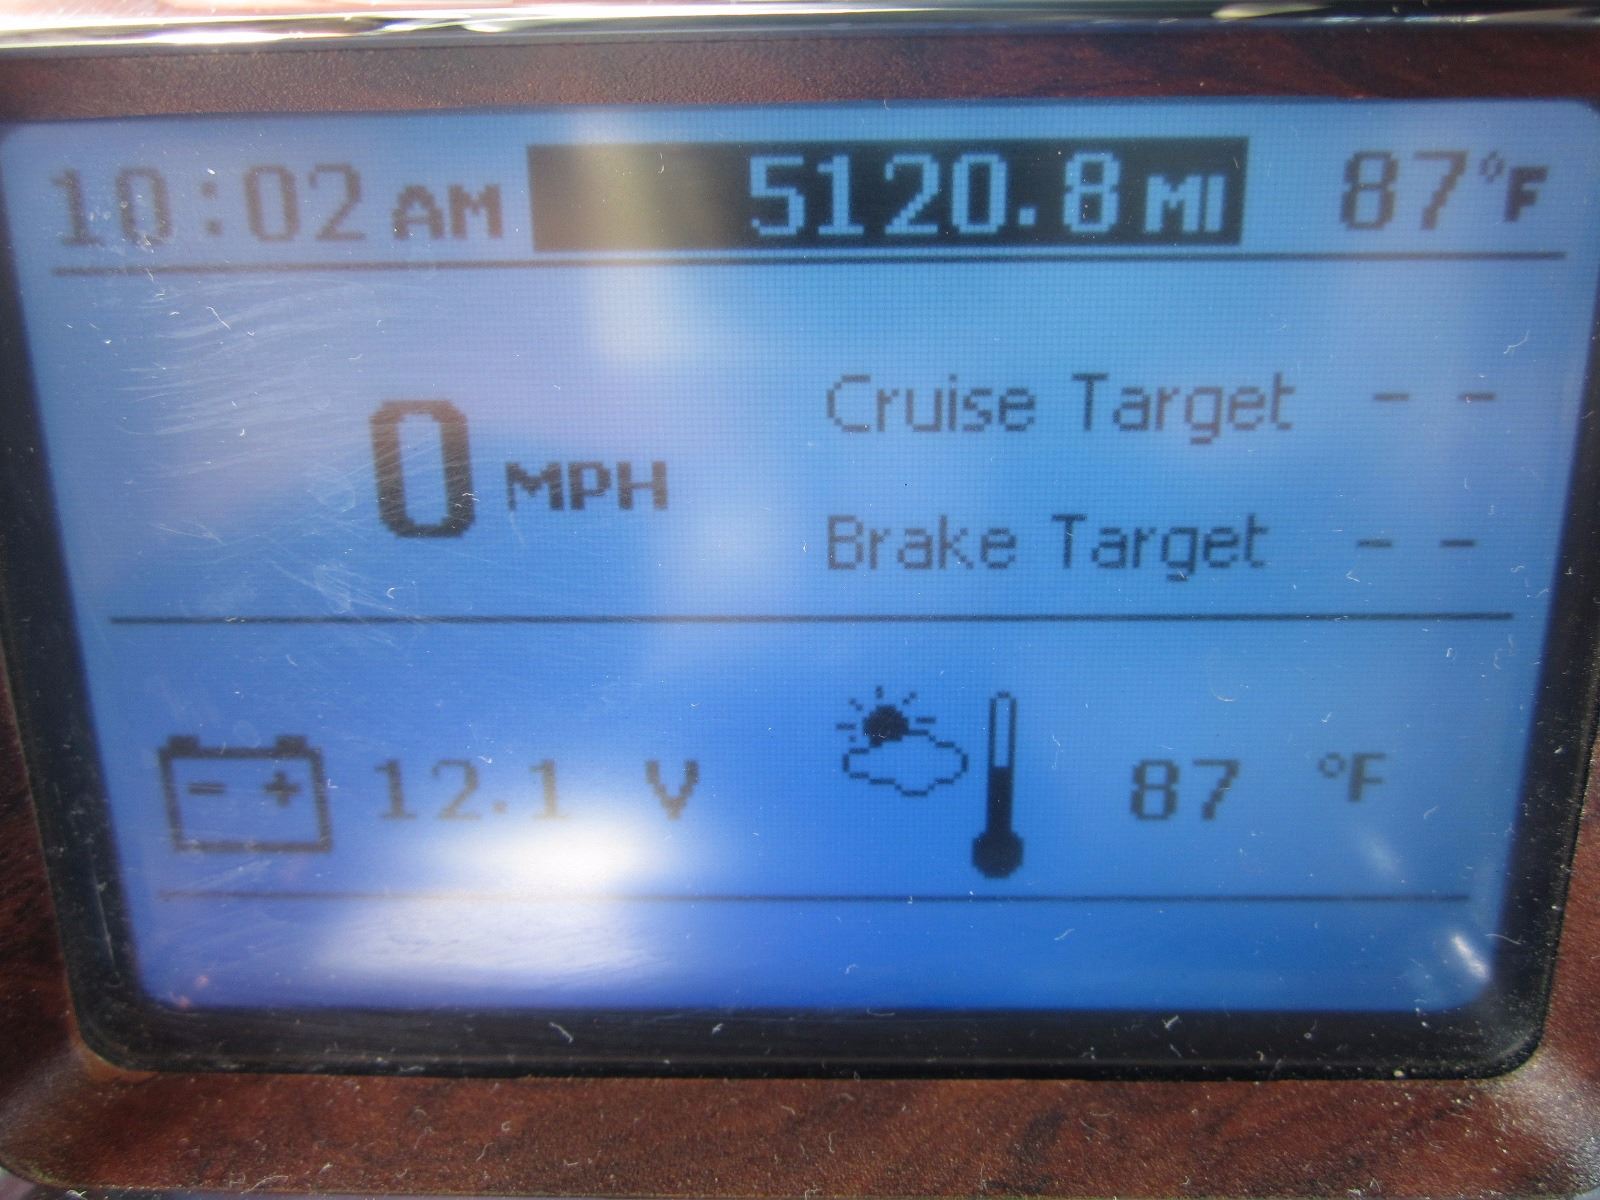 10:02 AM 5120.8 MI 87°F
0 MPH
Cruise Target - -
Brake Target - -
12.1 V 87 °F